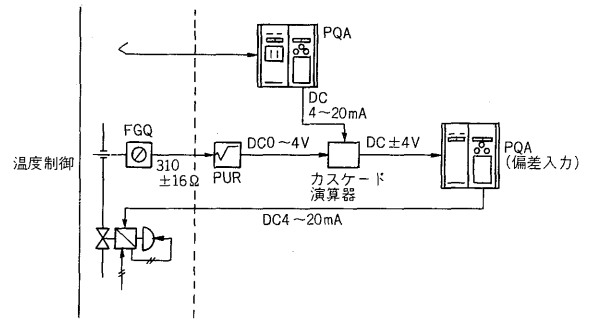 PQA
DC
4～20mA
FGQ
温度制御
310
±16Ω
PUR
DC0～4V
カスケード
演算器
DC±4V
PQA
(偏差入力)
DC4～20mA